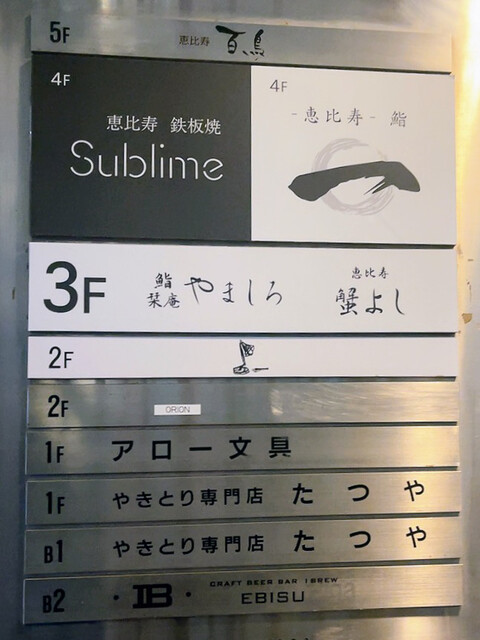 5F 恵比寿 百鳥
4F
恵比寿 鉄板焼
Sublime
4F
-恵比寿- 鮨
一
3F
鮨
栞庵
やましろ
恵比寿
蟹よし
2F
2F ORION
1F アロー文具
1F やきとり専門店 たつや
B1 やきとり専門店 たつや
B2 ・IB・
CRAFT BEER BAR IBREW
EBISU